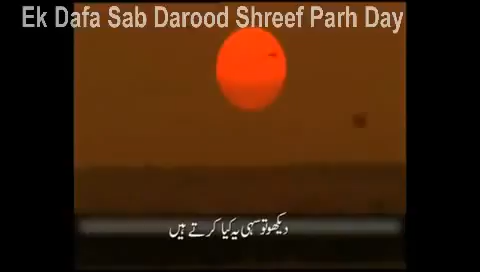 Ek Dafa Sab Darood Shreef Parh Day
دیکھو تو سہی یہ کیا کرتے ہیں